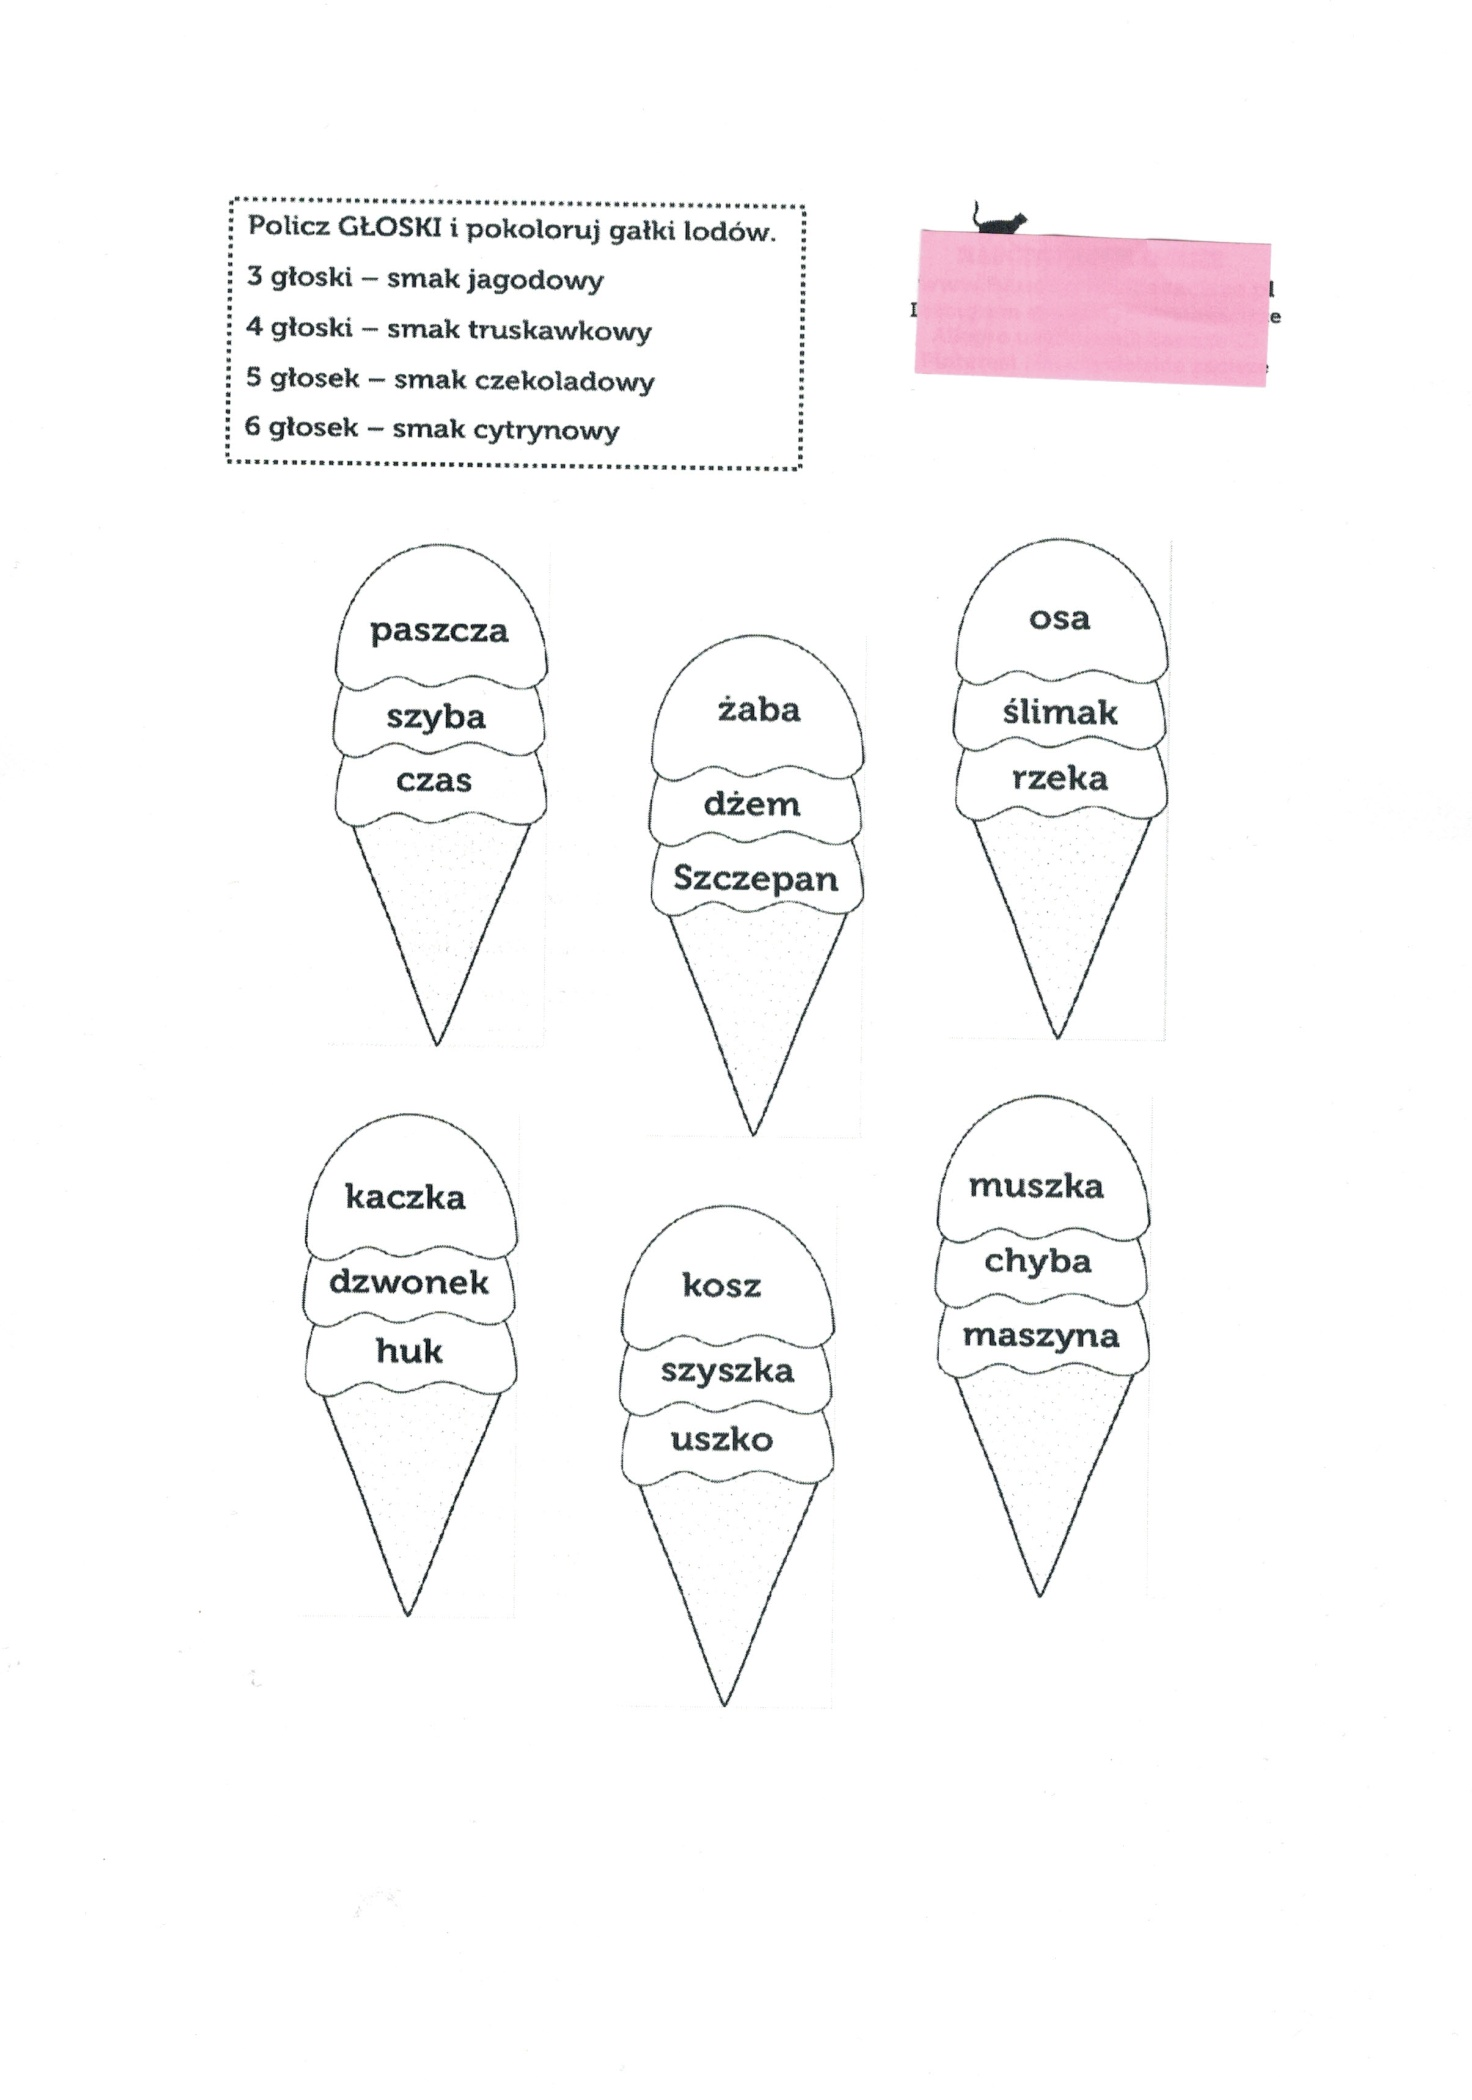 Policz GŁOSKI i pokoloruj gałki lodów.
3 głoski – smak jagodowy
4 głoski – smak truskawkowy
5 głosek – smak czekoladowy
6 głosek – smak cytrynowy
paszcza
szyba
czas
żaba
dżem
Szczepan
osa
ślimak
rzeka
kaczka
dzwonek
huk
kosz
szyszka
uszko
muszka
chyba
maszyna